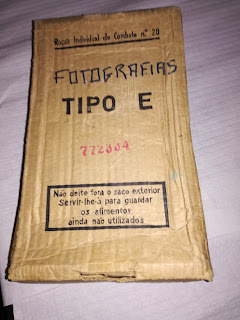 Ração Individual de Combate nº 20
FOTOGRAFIAS
TIPO E
772334
Não deite fora o saco exterior
Servir-lhe-á para guardar
os alimentos
ainda não utilizados